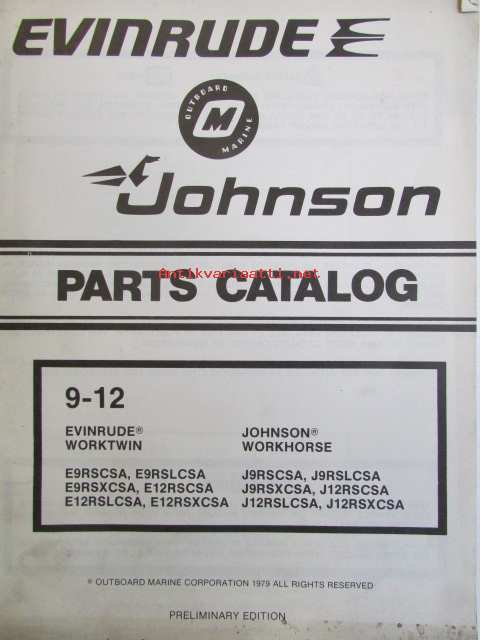 EVINRUDE
OUTBOARD
M
MARINE
Johnson
Antikvariaatti.net
PARTS CATALOG
9-12
EVINRUDE® JOHNSON®
WORKTWIN WORKHORSE
E9RSCSA, E9RSLCSA J9RSCSA, J9RSLCSA
E9RSXCSA, E12RSCSA J9RSXCSA, J12RSCSA
E12RSLCSA, E12RSXCSA J12RSLCSA, J12RSXCSA
© OUTBOARD MARINE CORPORATION 1979 ALL RIGHTS RESERVED
PRELIMINARY EDITION